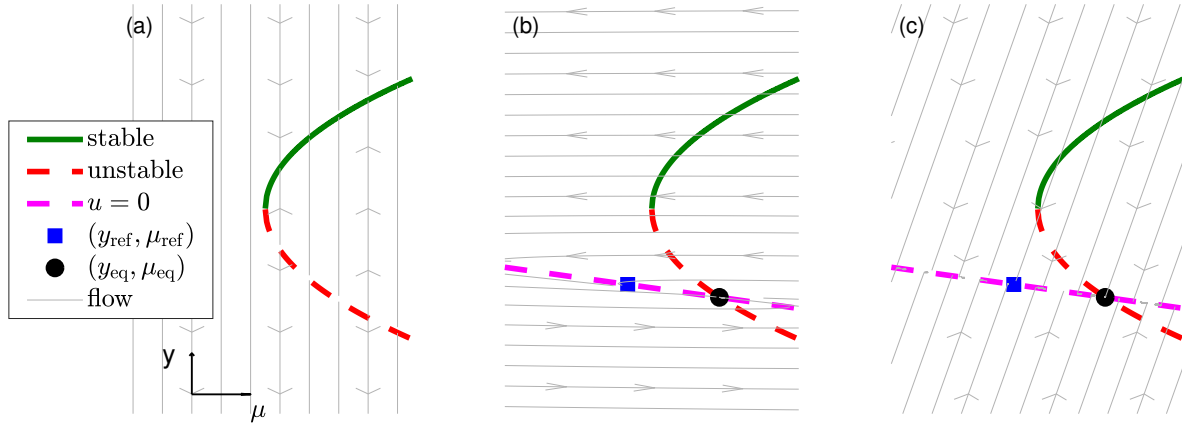 (a)
(b)
(c)
stable
unstable
u = 0
(y_ref, μ_ref)
(y_eq, μ_eq)
flow
y
μ